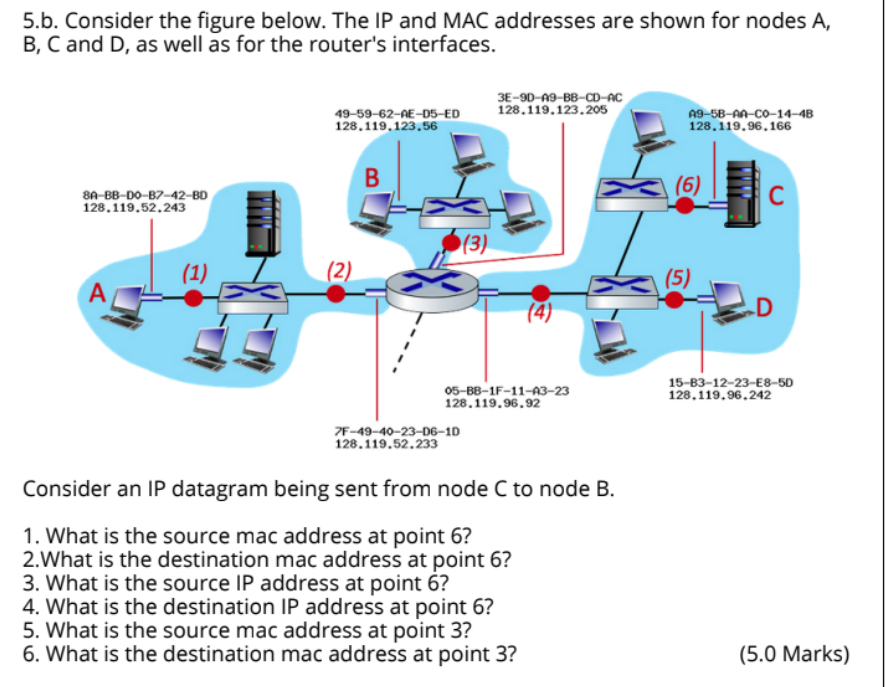 5.b. Consider the figure below. The IP and MAC addresses are shown for nodes A,
B, C and D, as well as for the router's interfaces.
3E-9D-A9-BB-CD-AC
128.119.123.205
49-59-62-AE-D5-ED
128.119.123.56
A9-5B-AA-C0-14-4B
128.119.96.166
B
(6)
C
8A-BB-D0-B7-42-BD
128.119.52.243
(3)
(1)
(2)
(5)
A
(4)
D
05-BB-1F-11-A3-23
128.119.96.92
15-B3-12-23-E8-5D
128.119.96.242
7F-49-40-23-D6-1D
128.119.52.233
Consider an IP datagram being sent from node C to node B.
1. What is the source mac address at point 6?
2.What is the destination mac address at point 6?
3. What is the source IP address at point 6?
4. What is the destination IP address at point 6?
5. What is the source mac address at point 3?
6. What is the destination mac address at point 3? (5.0 Marks)